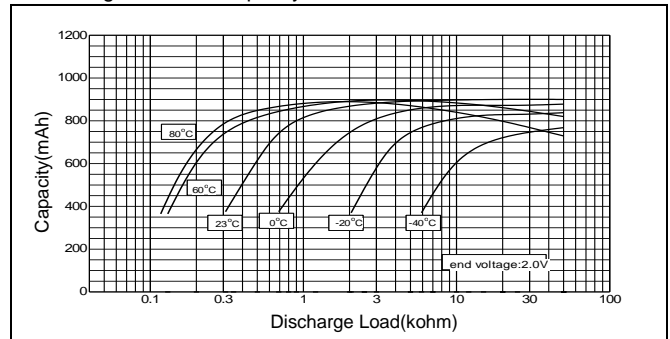 1200
1000
800
600
400
200
0
Capacity(mAh)
80°C
60°C
23°C
0°C
-20°C
-40°C
end voltage:2.0V
0.1 0.3 1 3 10 30 100
Discharge Load(kohm)